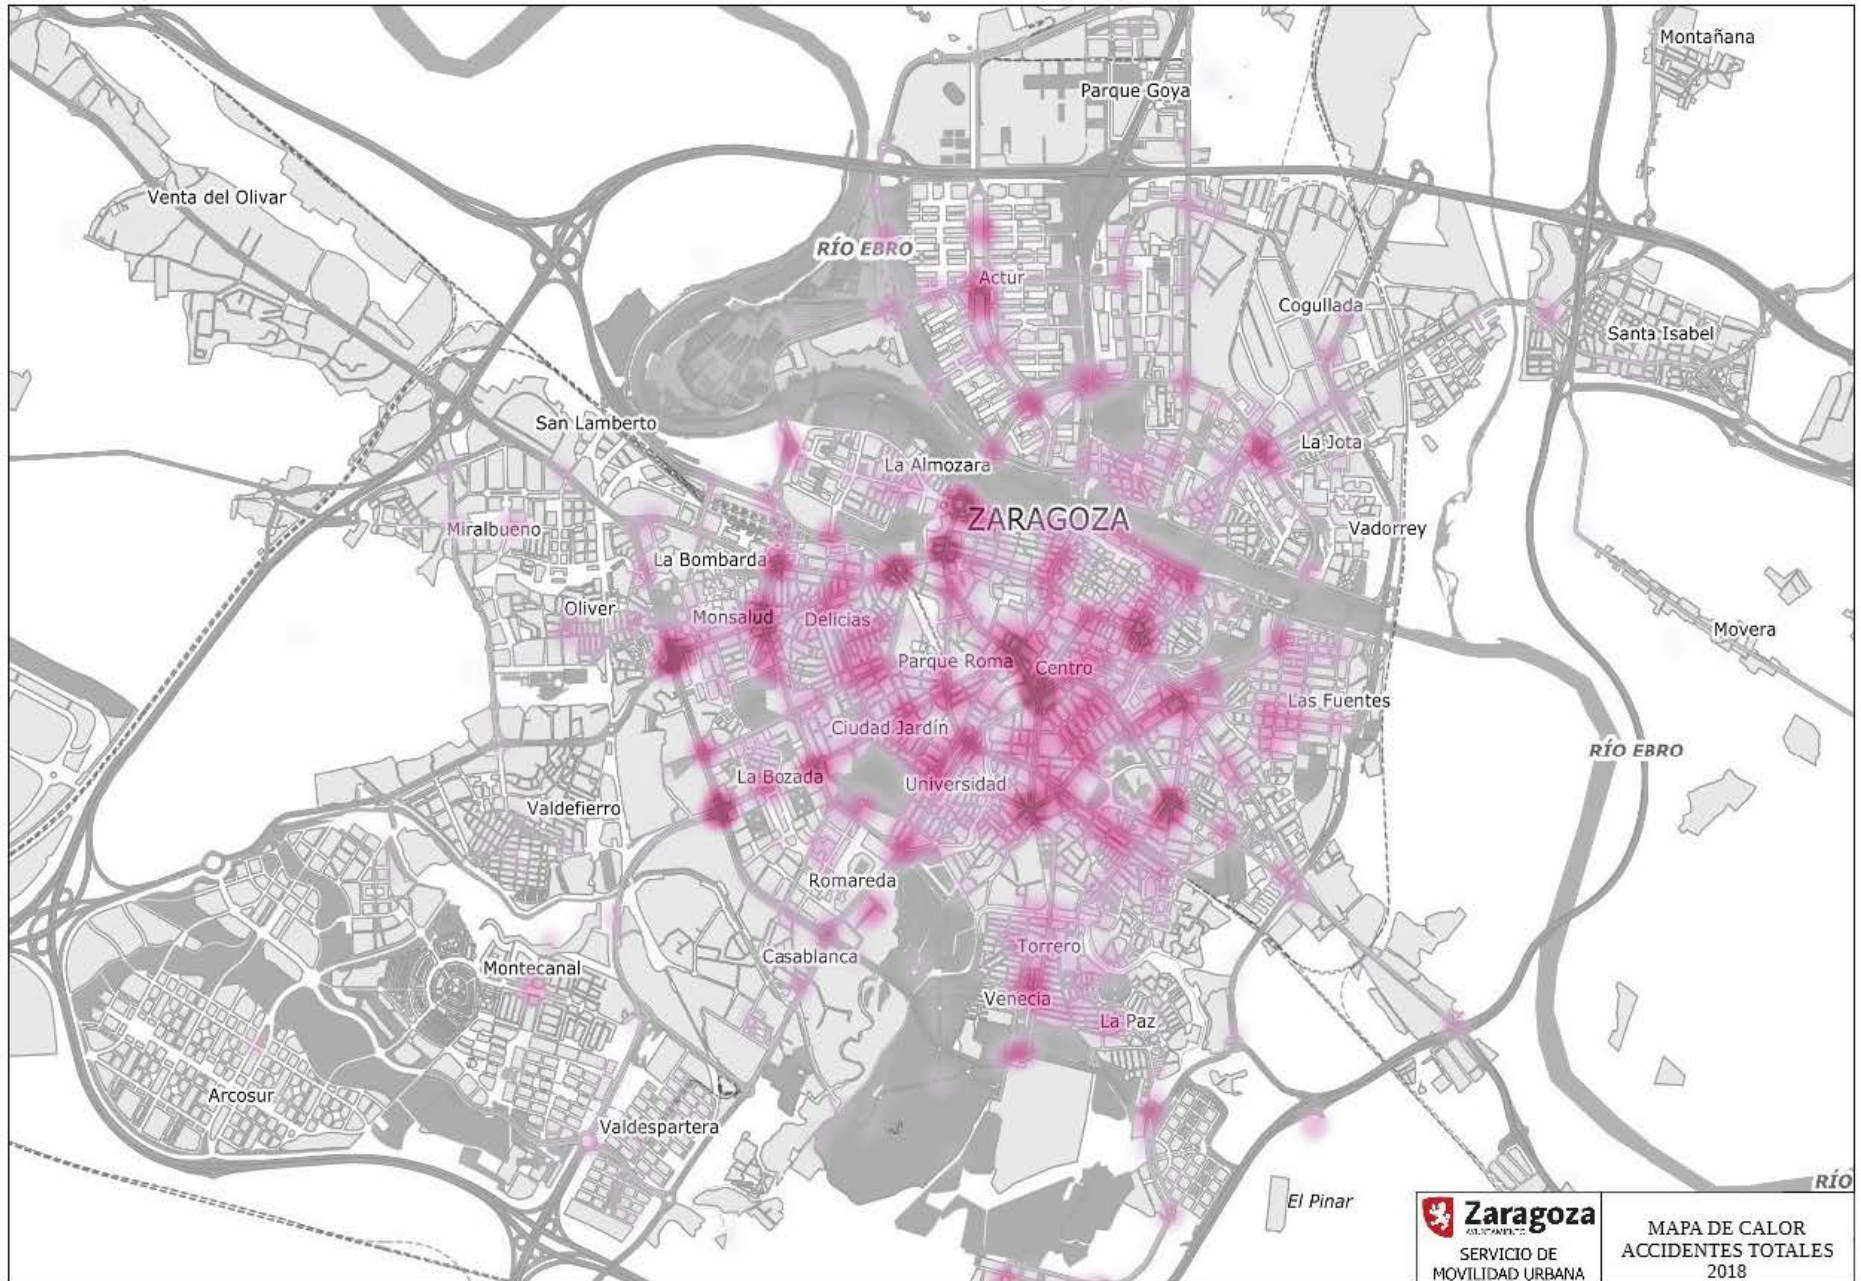 Montañana
Parque Goya
Venta del Olivar
RÍO EBRO
Actur
Cogullada
Santa Isabel
San Lamberto
La Jota
La Almozara
ZARAGOZA
Miralbueno
Vadorrey
La Bombarda
Oliver
Monsalud
Delicias
Movera
Parque Roma
Centro
Las Fuentes
Ciudad Jardín
RÍO EBRO
La Bozada
Universidad
Valdefierro
Romareda
Torrero
Casablanca
Montecanal
Venecia
La Paz
Arcosur
Valdespartera
RÍO
El Pinar
Zaragoza
AYUNTAMIENTO
SERVICIO DE
MOVILIDAD URBANA
MAPA DE CALOR
ACCIDENTES TOTALES
2018